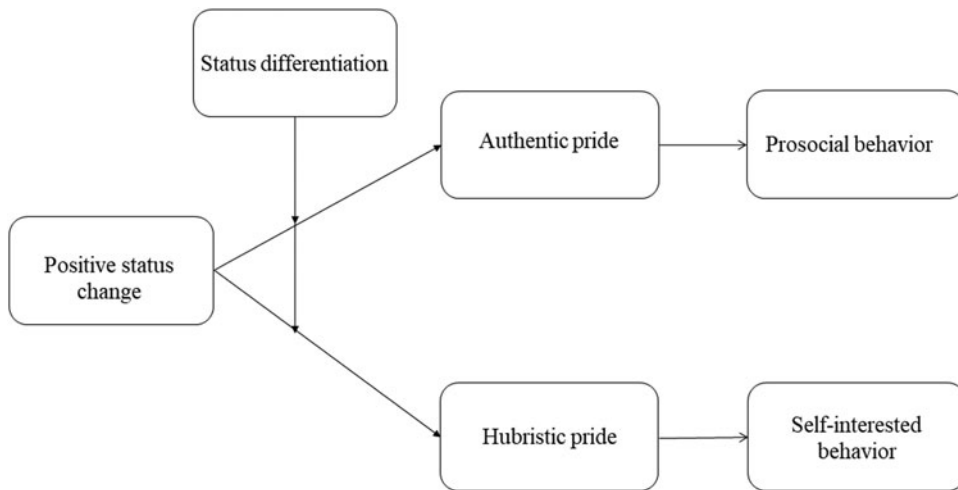 Status differentiation
Authentic pride
Prosocial behavior
Positive status
change
Hubristic pride
Self-interested
behavior